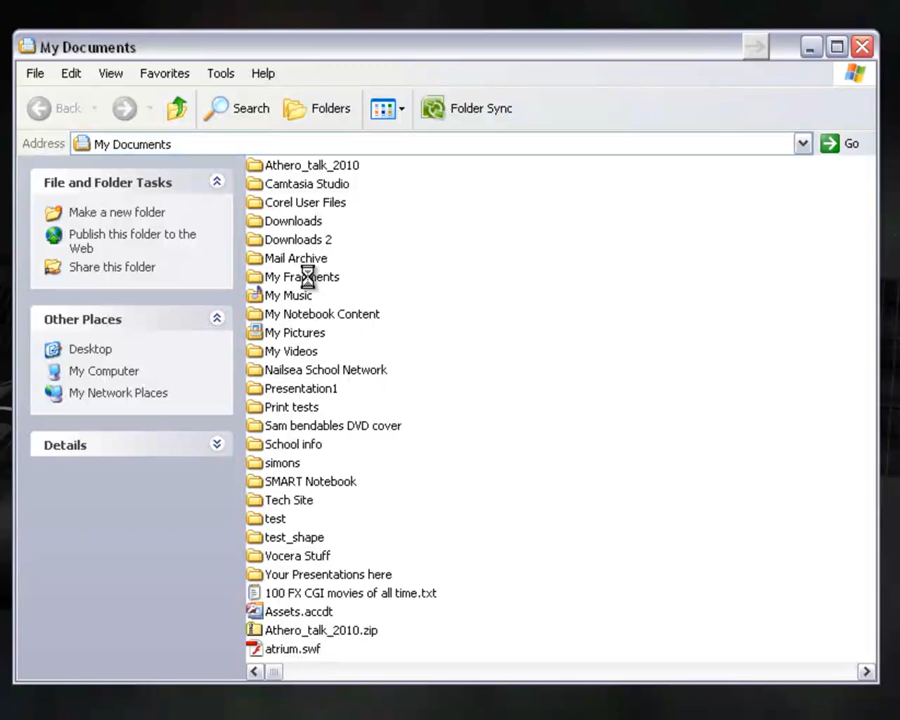 My Documents
File Edit View Favorites Tools Help
Back Search Folders Folder Sync
Address My Documents Go
File and Folder Tasks
Make a new folder
Publish this folder to the
Web
Share this folder
Other Places
Desktop
My Computer
My Network Places
Details
Athero_talk_2010
Camtasia Studio
Corel User Files
Downloads
Downloads 2
Mail Archive
My
My Music
My Notebook Content
My Pictures
My Videos
Nailsea School Network
Presentation1
Print tests
Sam bendables DVD cover
School info
simons
SMART Notebook
Tech Site
test
test_shape
Vocera Stuff
Your Presentations here
100 FX CGI movies of all time.txt
Assets.accdt
Athero_talk_2010.zip
atrium.swf